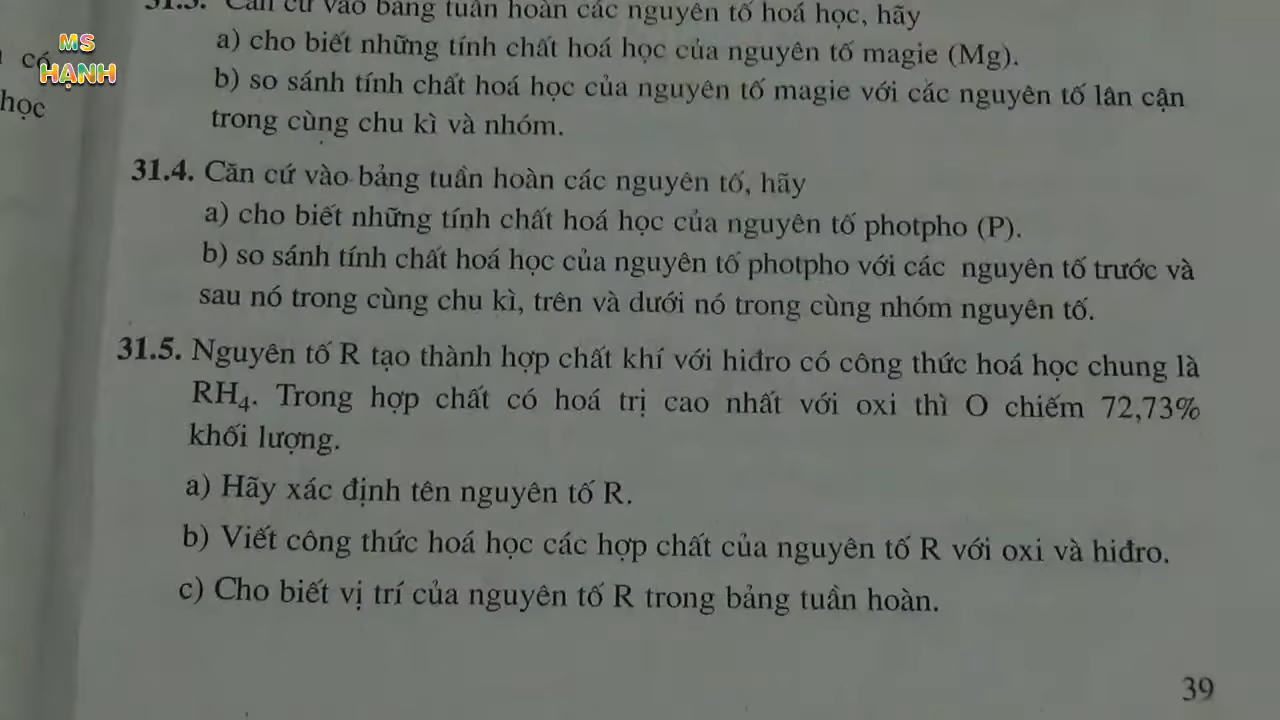 31.3. Căn cứ vào bảng tuần hoàn các nguyên tố hoá học, hãy
MS
HẠNH
có
a) cho biết những tính chất hoá học của nguyên tố magie (Mg).
b) so sánh tính chất hoá học của nguyên tố magie với các nguyên tố lân cận
học
trong cùng chu kì và nhóm.
31.4. Căn cứ vào bảng tuần hoàn các nguyên tố, hãy
a) cho biết những tính chất hoá học của nguyên tố photpho (P).
b) so sánh tính chất hoá học của nguyên tố photpho với các nguyên tố trước và
sau nó trong cùng chu kì, trên và dưới nó trong cùng nhóm nguyên tố.
31.5. Nguyên tố R tạo thành hợp chất khí với hiđro có công thức hoá học chung là
RH₄. Trong hợp chất có hoá trị cao nhất với oxi thì O chiếm 72,73%
khối lượng.
a) Hãy xác định tên nguyên tố R.
b) Viết công thức hoá học các hợp chất của nguyên tố R với oxi và hiđro.
c) Cho biết vị trí của nguyên tố R trong bảng tuần hoàn.
39